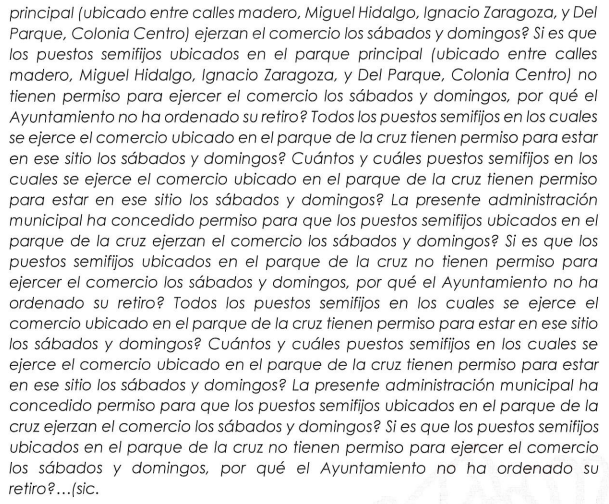 principal (ubicado entre calles madero, Miguel Hidalgo, Ignacio Zaragoza, y Del
Parque, Colonia Centro) ejerzan el comercio los sábados y domingos? Si es que
los puestos semifijos ubicados en el parque principal (ubicado entre calles
madero, Miguel Hidalgo, Ignacio Zaragoza, y Del Parque, Colonia Centro) no
tienen permiso para ejercer el comercio los sábados y domingos, por qué el
Ayuntamiento no ha ordenado su retiro? Todos los puestos semifijos en los cuales
se ejerce el comercio ubicado en el parque de la cruz tienen permiso para estar
en ese sitio los sábados y domingos? Cuántos y cuáles puestos semifijos en los
cuales se ejerce el comercio ubicado en el parque de la cruz tienen permiso
para estar en ese sitio los sábados y domingos? La presente administración
municipal ha concedido permiso para que los puestos semifijos ubicados en el
parque de la cruz ejerzan el comercio los sábados y domingos? Si es que los
puestos semifijos ubicados en el parque de la cruz no tienen permiso para
ejercer el comercio los sábados y domingos, por qué el Ayuntamiento no ha
ordenado su retiro? Todos los puestos semifijos en los cuales se ejerce el
comercio ubicado en el parque de la cruz tienen permiso para estar en ese sitio
los sábados y domingos? Cuántos y cuáles puestos semifijos en los cuales se
ejerce el comercio ubicado en el parque de la cruz tienen permiso para estar
en ese sitio los sábados y domingos? La presente administración municipal ha
concedido permiso para que los puestos semifijos ubicados en el parque de la
cruz ejerzan el comercio los sábados y domingos? Si es que los puestos semifijos
ubicados en el parque de la cruz no tienen permiso para ejercer el comercio
los sábados y domingos, por qué el Ayuntamiento no ha ordenado su
retiro?...(sic.